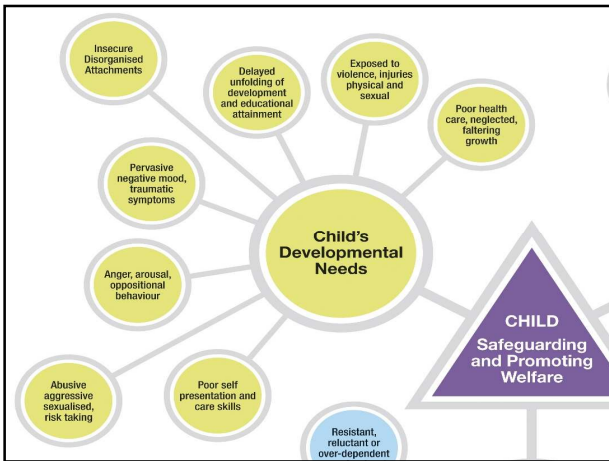 Insecure
Disorganised
Attachments
Delayed
unfolding of
development
and educational
attainment
Exposed to
violence, injuries
physical and
sexual
Poor health
care, neglected,
faltering
growth
Pervasive
negative mood,
traumatic
symptoms
Child's
Developmental
Needs
Anger, arousal,
oppositional
behaviour
CHILD
Safeguarding
and Promoting
Welfare
Abusive
aggressive
sexualised,
risk taking
Poor self
presentation and
care skills
Resistant,
reluctant or
over-dependent